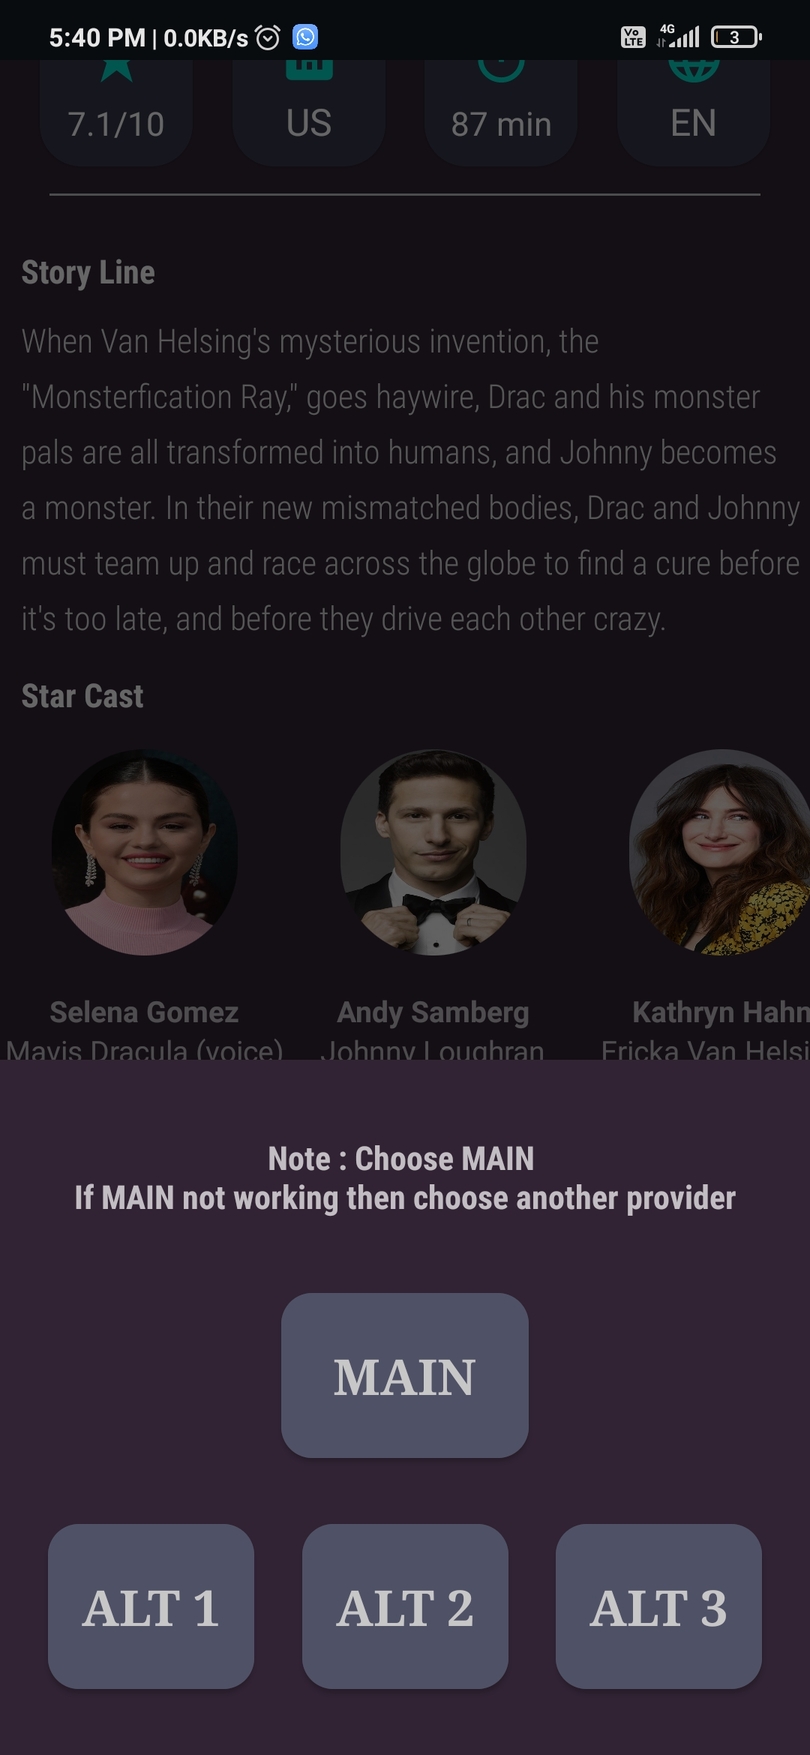 5:40 PM | 0.0KB/s Vo LTE 4G 3
7.1/10 US 87 min EN
Story Line
When Van Helsing's mysterious invention, the
"Monsterfication Ray," goes haywire, Drac and his monster
pals are all transformed into humans, and Johnny becomes
a monster. In their new mismatched bodies, Drac and Johnny
must team up and race across the globe to find a cure before
it's too late, and before they drive each other crazy.
Star Cast
Selena Gomez Andy Samberg Kathryn Hahn
Mavis Dracula (voice) Johnny Loughran Ericka Van Helsi
Note : Choose MAIN
If MAIN not working then choose another provider
MAIN
ALT 1 ALT 2 ALT 3